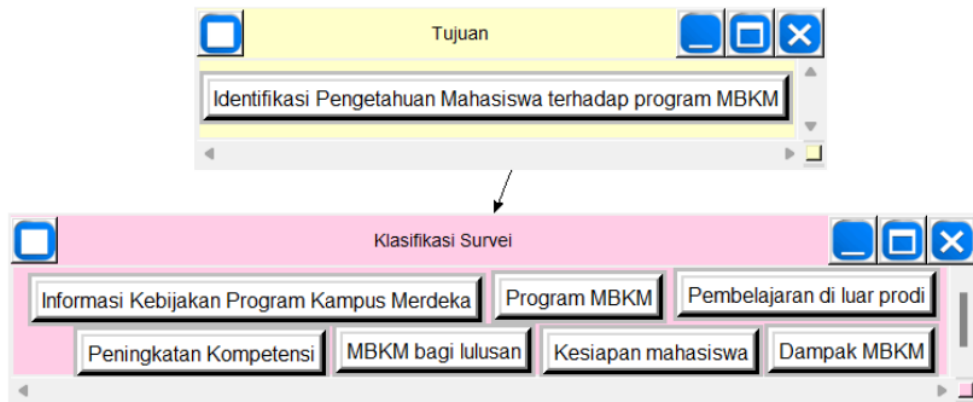 Tujuan
Identifikasi Pengetahuan Mahasiswa terhadap program MBKM
Klasifikasi Survei
Informasi Kebijakan Program Kampus Merdeka
Program MBKM
Pembelajaran di luar prodi
Peningkatan Kompetensi
MBKM bagi lulusan
Kesiapan mahasiswa
Dampak MBKM